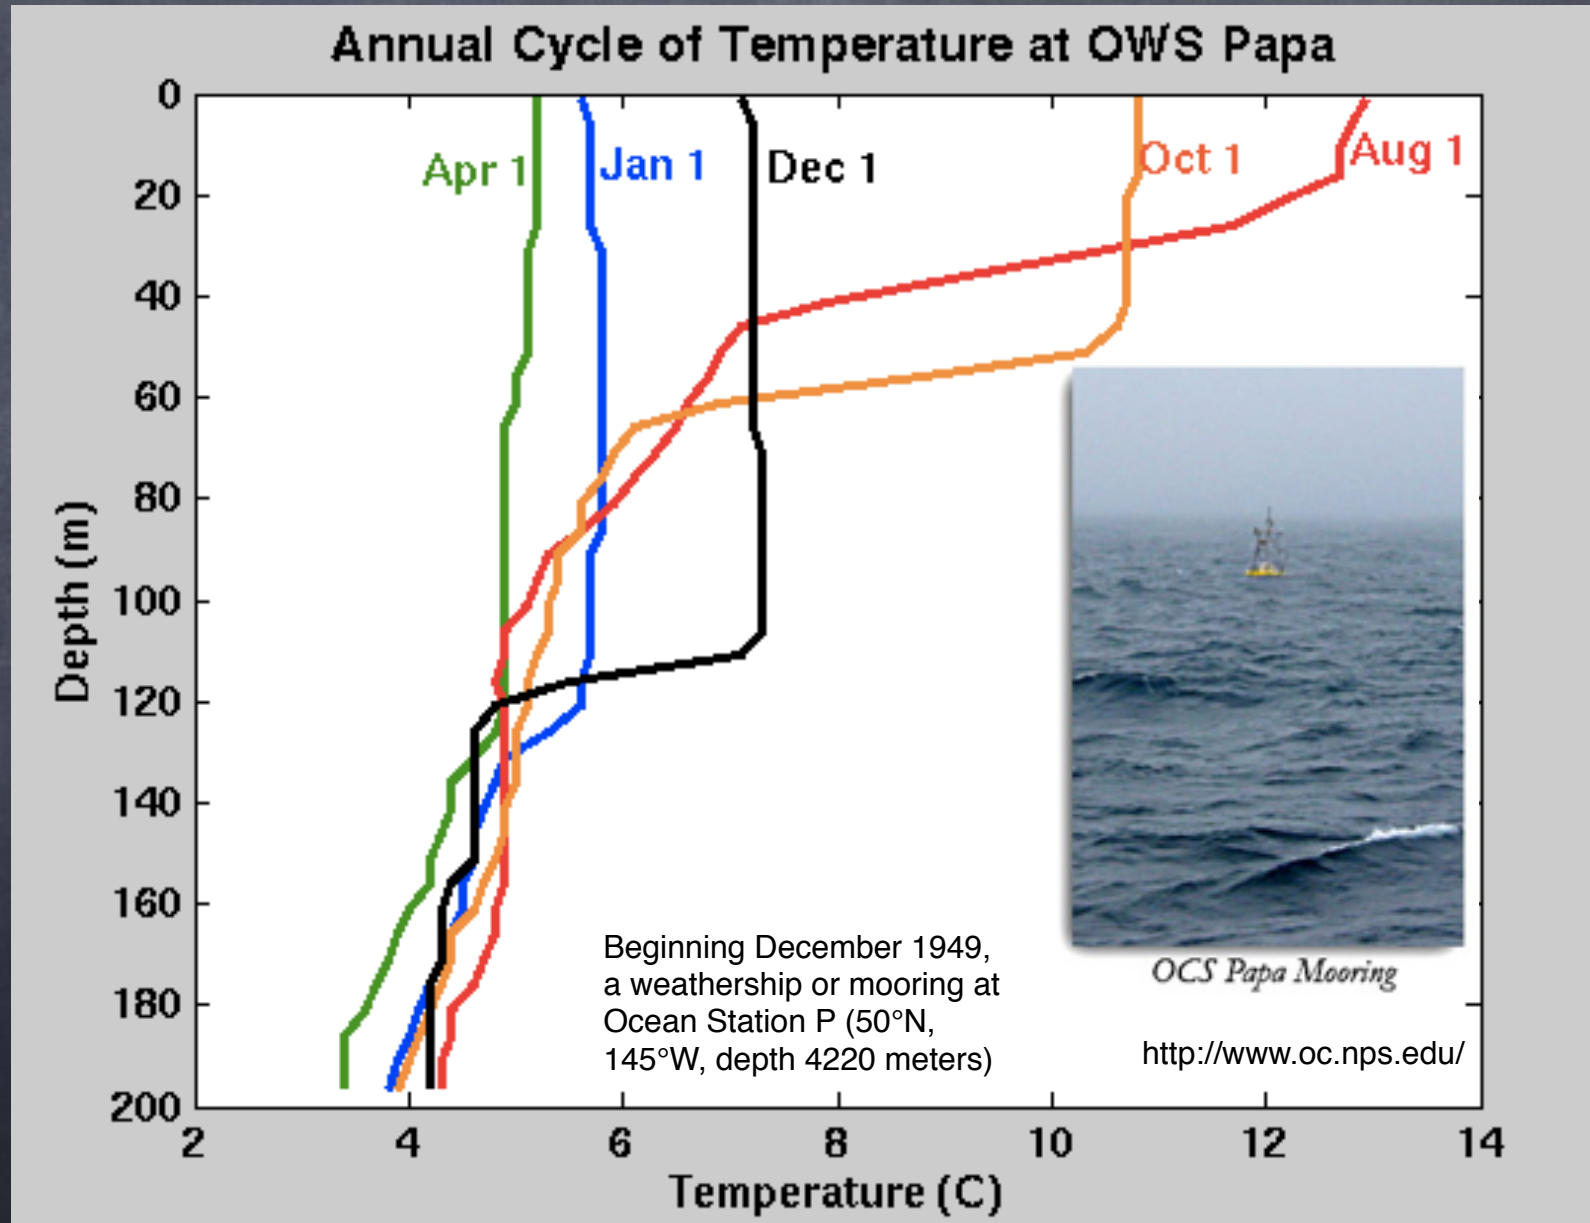 Annual Cycle of Temperature at OWS Papa
0
20
40
60
80
100
120
140
160
180
200
Depth (m)
Apr 1
Jan 1
Dec 1
Oct 1
Aug 1
Beginning December 1949,
a weathership or mooring at
Ocean Station P (50°N,
145°W, depth 4220 meters)
OCS Papa Mooring
http://www.oc.nps.edu/
2 4 6 8 10 12 14
Temperature (C)